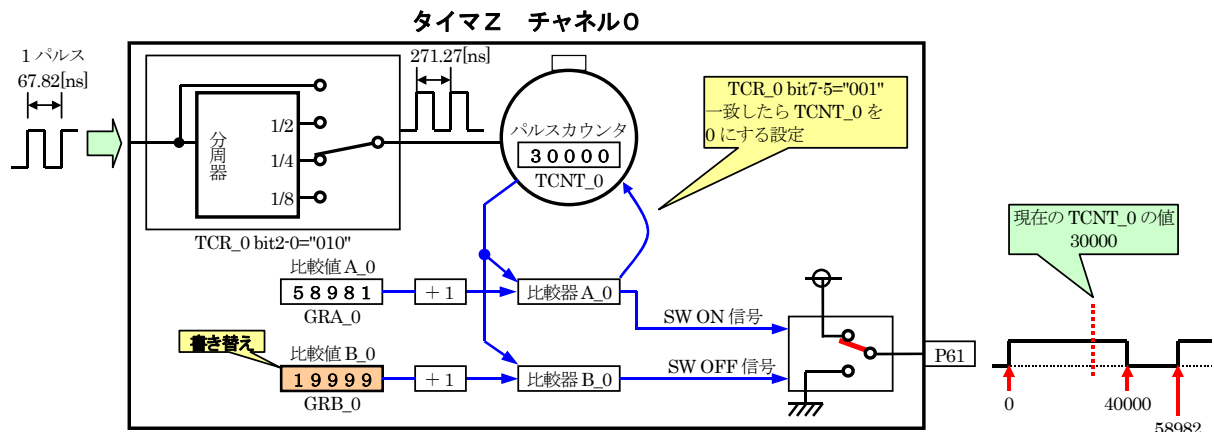 タイマZ チャネル0
1 パルス
67.82[ns]
271.27[ns]
分周器
1/2
1/4
1/8
TCR_0 bit2-0="010"
パルスカウンタ
30000
TCNT_0
TCR_0 bit7-5="001"
一致したら TCNT_0 を
0 にする設定
比較値 A_0
58981
GRA_0
+1
比較器 A_0
SW ON 信号
書き替え
比較値 B_0
19999
GRB_0
+1
比較器 B_0
SW OFF 信号
P61
現在の TCNT_0 の値
30000
0
40000
58982